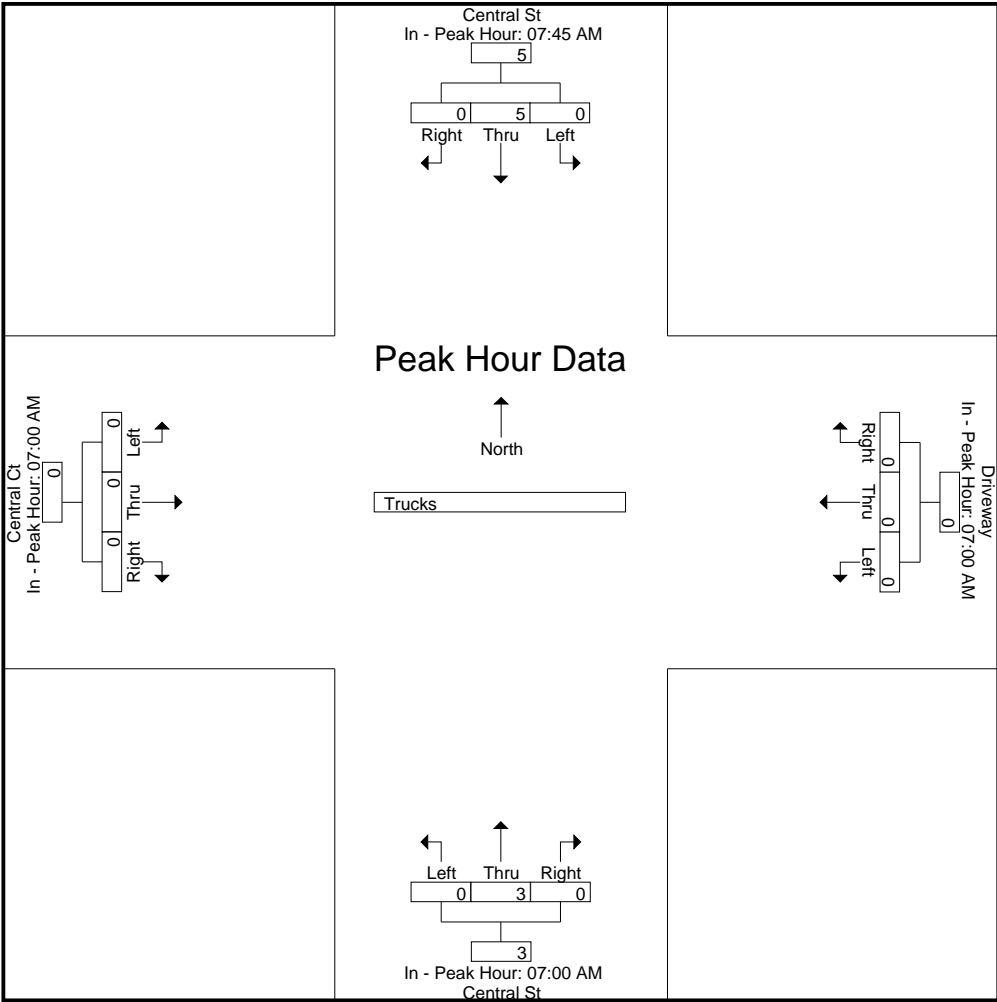 Central St
In - Peak Hour: 07:45 AM
5
0 5 0
Right Thru Left
Peak Hour Data
North
Trucks
Central Ct
In - Peak Hour: 07:00 AM
0
0 0 0
Left Thru Right
Driveway
In - Peak Hour: 07:00 AM
0
0 0 0
Right Thru Left
Left Thru Right
0 3 0
3
In - Peak Hour: 07:00 AM
Central St